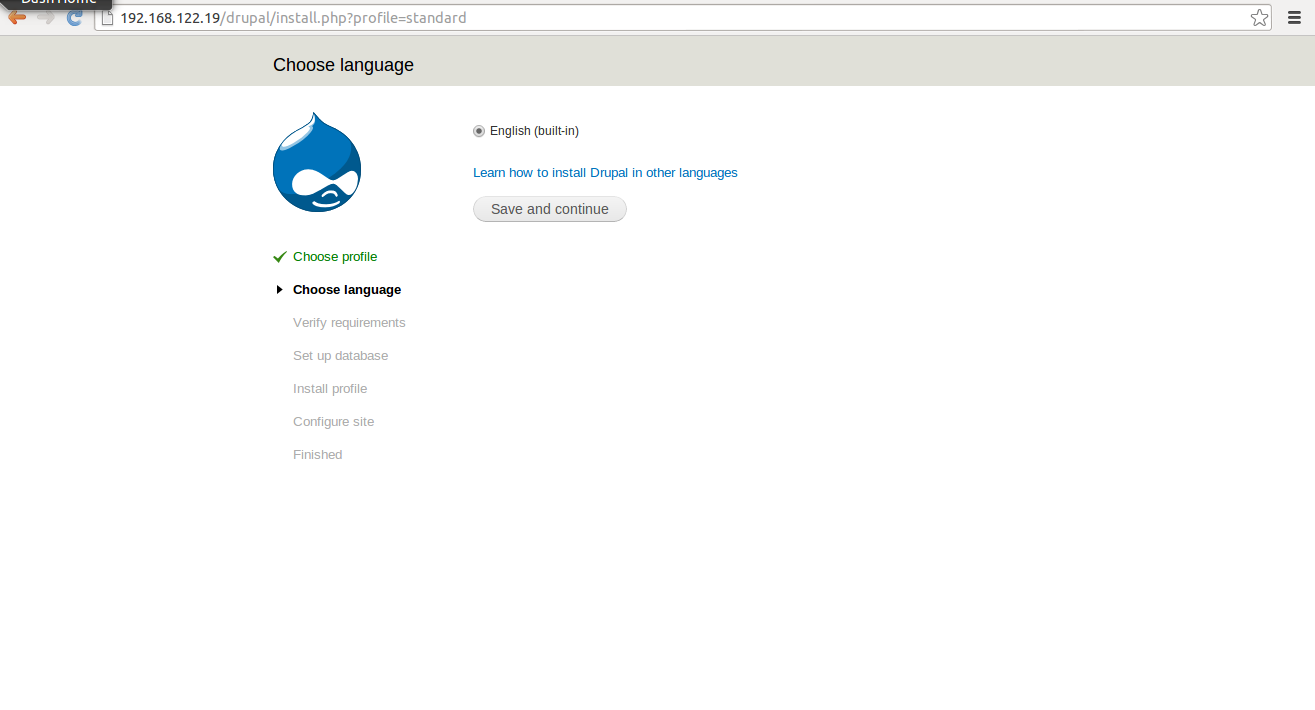 Dash Home
192.168.122.19/drupal/install.php?profile=standard
Choose language
English (built-in)
Learn how to install Drupal in other languages
Save and continue
Choose profile
Choose language
Verify requirements
Set up database
Install profile
Configure site
Finished